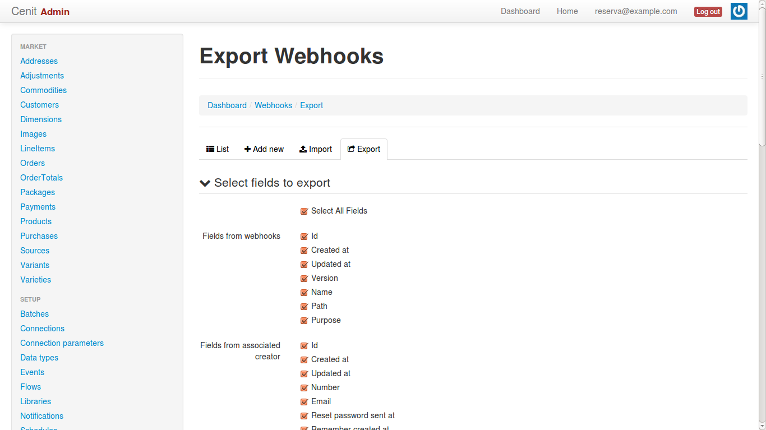 Cenit Admin
Dashboard
Home
reserva@example.com
Log out
MARKET
Addresses
Adjustments
Commodities
Customers
Dimensions
Images
LineItems
Orders
OrderTotals
Packages
Payments
Products
Purchases
Sources
Variants
Varieties
SETUP
Batches
Connections
Connection parameters
Data types
Events
Flows
Libraries
Notifications
Schedules
Export Webhooks
Dashboard / Webhooks / Export
List
Add new
Import
Export
Select fields to export
Select All Fields
Fields from webhooks
Id
Created at
Updated at
Version
Name
Path
Purpose
Fields from associated
creator
Id
Created at
Updated at
Number
Email
Reset password sent at
Remember created at